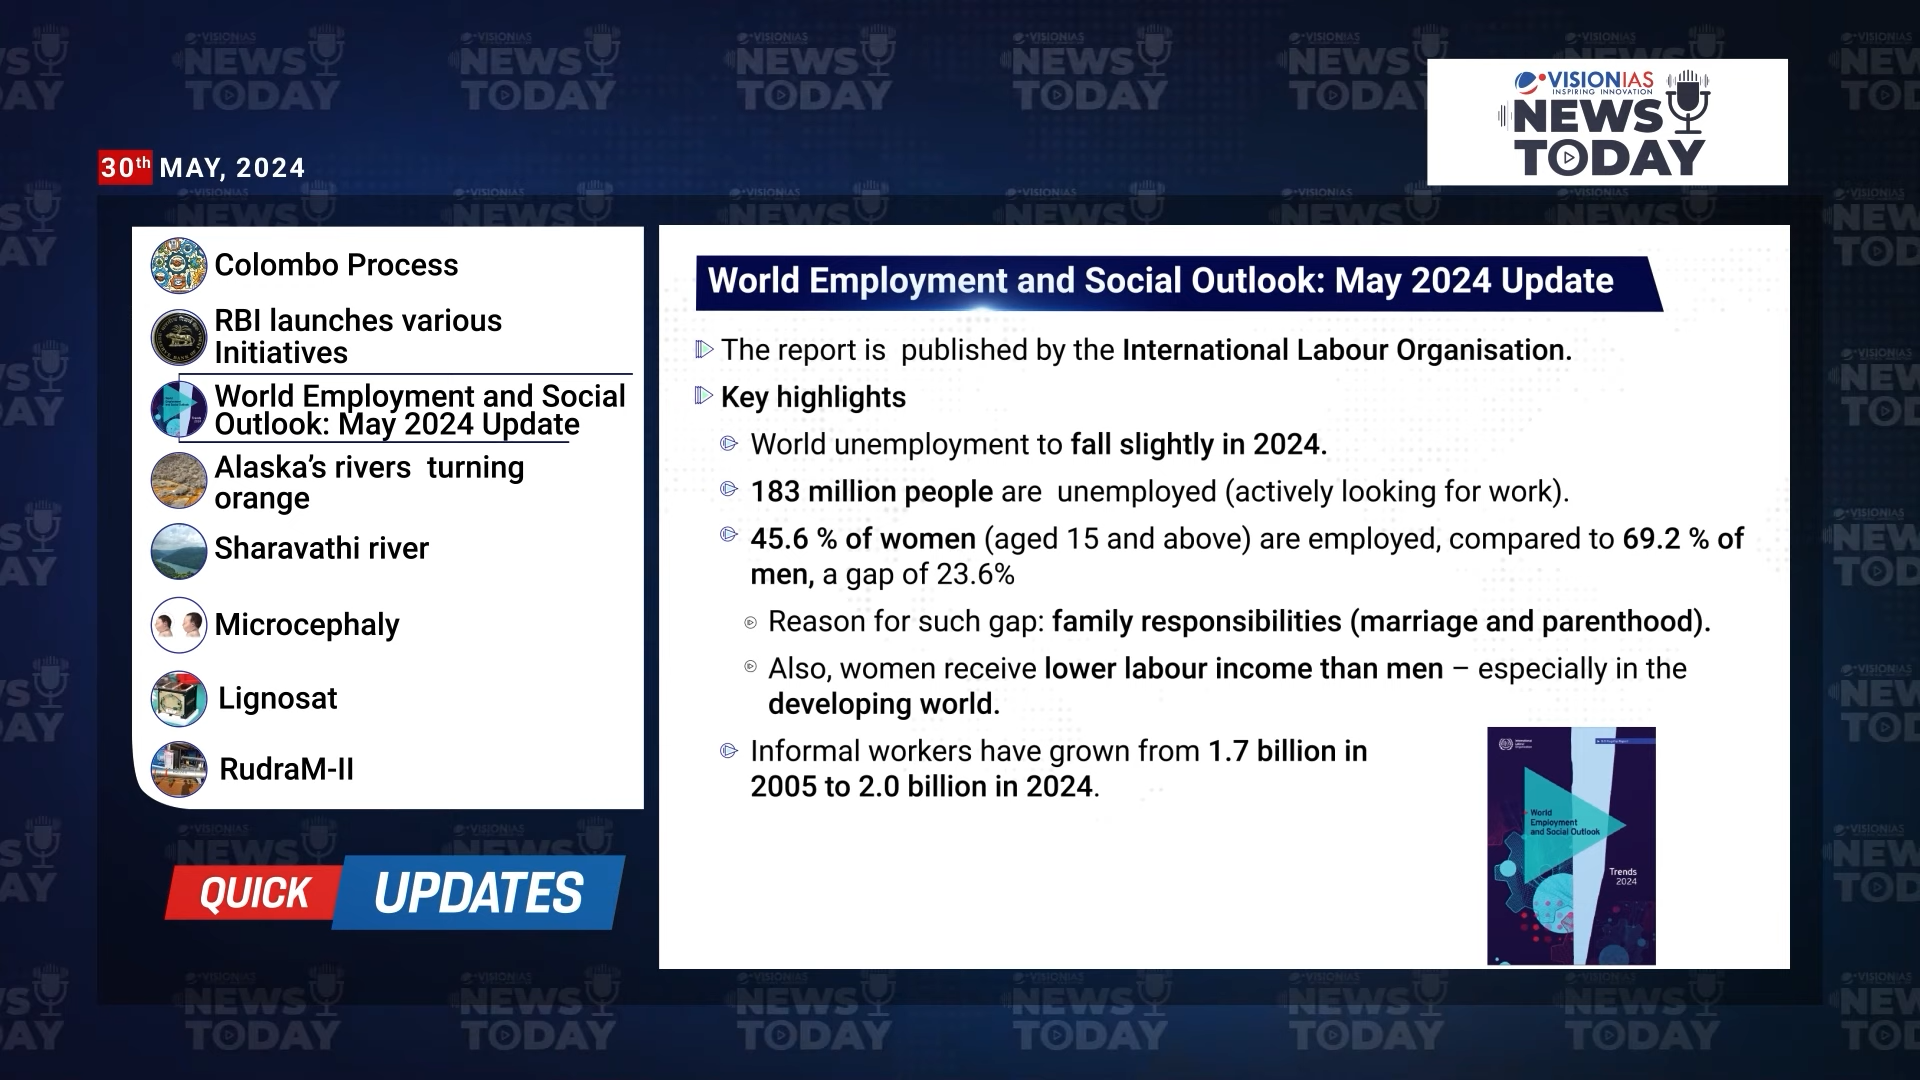 VISIONIAS
INSPIRING INNOVATION
NEWS
TODAY
30th MAY, 2024
Colombo Process
RBI launches various
Initiatives
World Employment and Social
Outlook: May 2024 Update
Alaska’s rivers turning
orange
Sharavathi river
Microcephaly
Lignosat
RudraM-II
QUICK UPDATES
World Employment and Social Outlook: May 2024 Update
The report is published by the International Labour Organisation.
Key highlights
World unemployment to fall slightly in 2024.
183 million people are unemployed (actively looking for work).
45.6 % of women (aged 15 and above) are employed, compared to 69.2 % of
men, a gap of 23.6%
Reason for such gap: family responsibilities (marriage and parenthood).
Also, women receive lower labour income than men – especially in the
developing world.
Informal workers have grown from 1.7 billion in
2005 to 2.0 billion in 2024.
World
Employment
and Social Outlook
Trends
2024